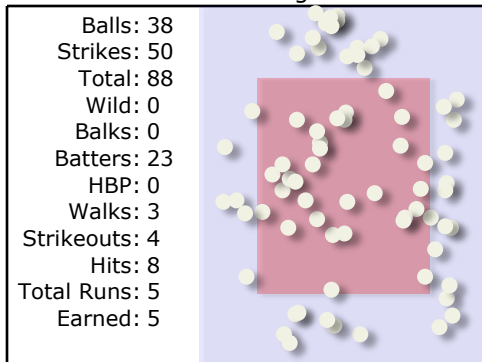 Balls: 38
Strikes: 50
Total: 88
Wild: 0
Balks: 0
Batters: 23
HBP: 0
Walks: 3
Strikeouts: 4
Hits: 8
Total Runs: 5
Earned: 5